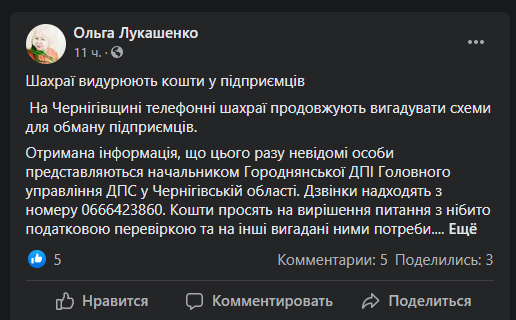 Ольга Лукашенко
11 ч. ·
Шахраї видурюють кошти у підприємців
На Чернігівщині телефонні шахраї продовжують вигадувати схеми
для обману підприємців.
Отримана інформація, що цього разу невідомі особи
представляються начальником Городнянської ДПІ Головного
управління ДПС у Чернігівській області. Дзвінки надходять з
номеру 0666423860. Кошти просять на вирішення питання з нібито
податковою перевіркою та на інші вигадані ними потреби.... Ещё
5 Комментарии: 5 Поделились: 3
Нравится Комментировать Поделиться